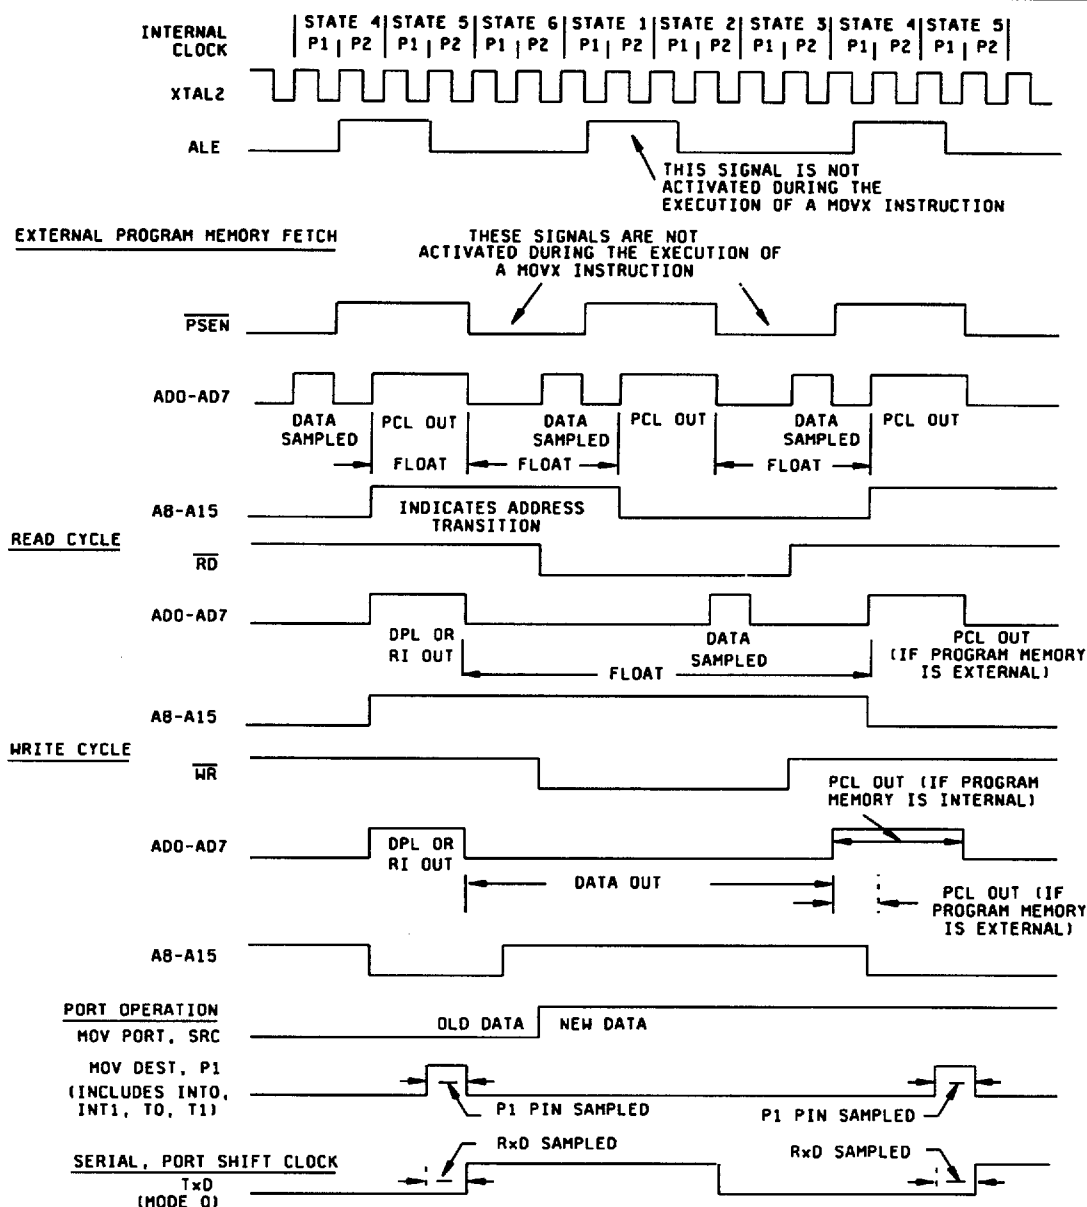 INTERNAL CLOCK
STATE 4 STATE 5 STATE 6 STATE 1 STATE 2 STATE 3 STATE 4 STATE 5
P1 P2 P1 P2 P1 P2 P1 P2 P1 P2 P1 P2 P1 P2 P1 P2
XTAL2
ALE
THIS SIGNAL IS NOT
ACTIVATED DURING THE
EXECUTION OF A MOVX INSTRUCTION
EXTERNAL PROGRAM MEMORY FETCH
THESE SIGNALS ARE NOT
ACTIVATED DURING THE EXECUTION OF
A MOVX INSTRUCTION
PSEN
AD0-AD7
DATA SAMPLED
PCL OUT
DATA SAMPLED
PCL OUT
DATA SAMPLED
PCL OUT
FLOAT
FLOAT
FLOAT
A8-A15
INDICATES ADDRESS
TRANSITION
READ CYCLE
RD
AD0-AD7
DPL OR
RI OUT
DATA
SAMPLED
FLOAT
PCL OUT
(IF PROGRAM MEMORY
IS EXTERNAL)
A8-A15
WRITE CYCLE
WR
PCL OUT (IF PROGRAM
MEMORY IS INTERNAL)
AD0-AD7
DPL OR
RI OUT
DATA OUT
PCL OUT (IF
PROGRAM MEMORY
IS EXTERNAL)
A8-A15
PORT OPERATION
MOV PORT, SRC
OLD DATA
NEW DATA
MOV DEST, P1
(INCLUDES INTO,
INT1, TO, T1)
P1 PIN SAMPLED
P1 PIN SAMPLED
SERIAL, PORT SHIFT CLOCK
TxD
(MODE 0)
RxD SAMPLED
RxD SAMPLED